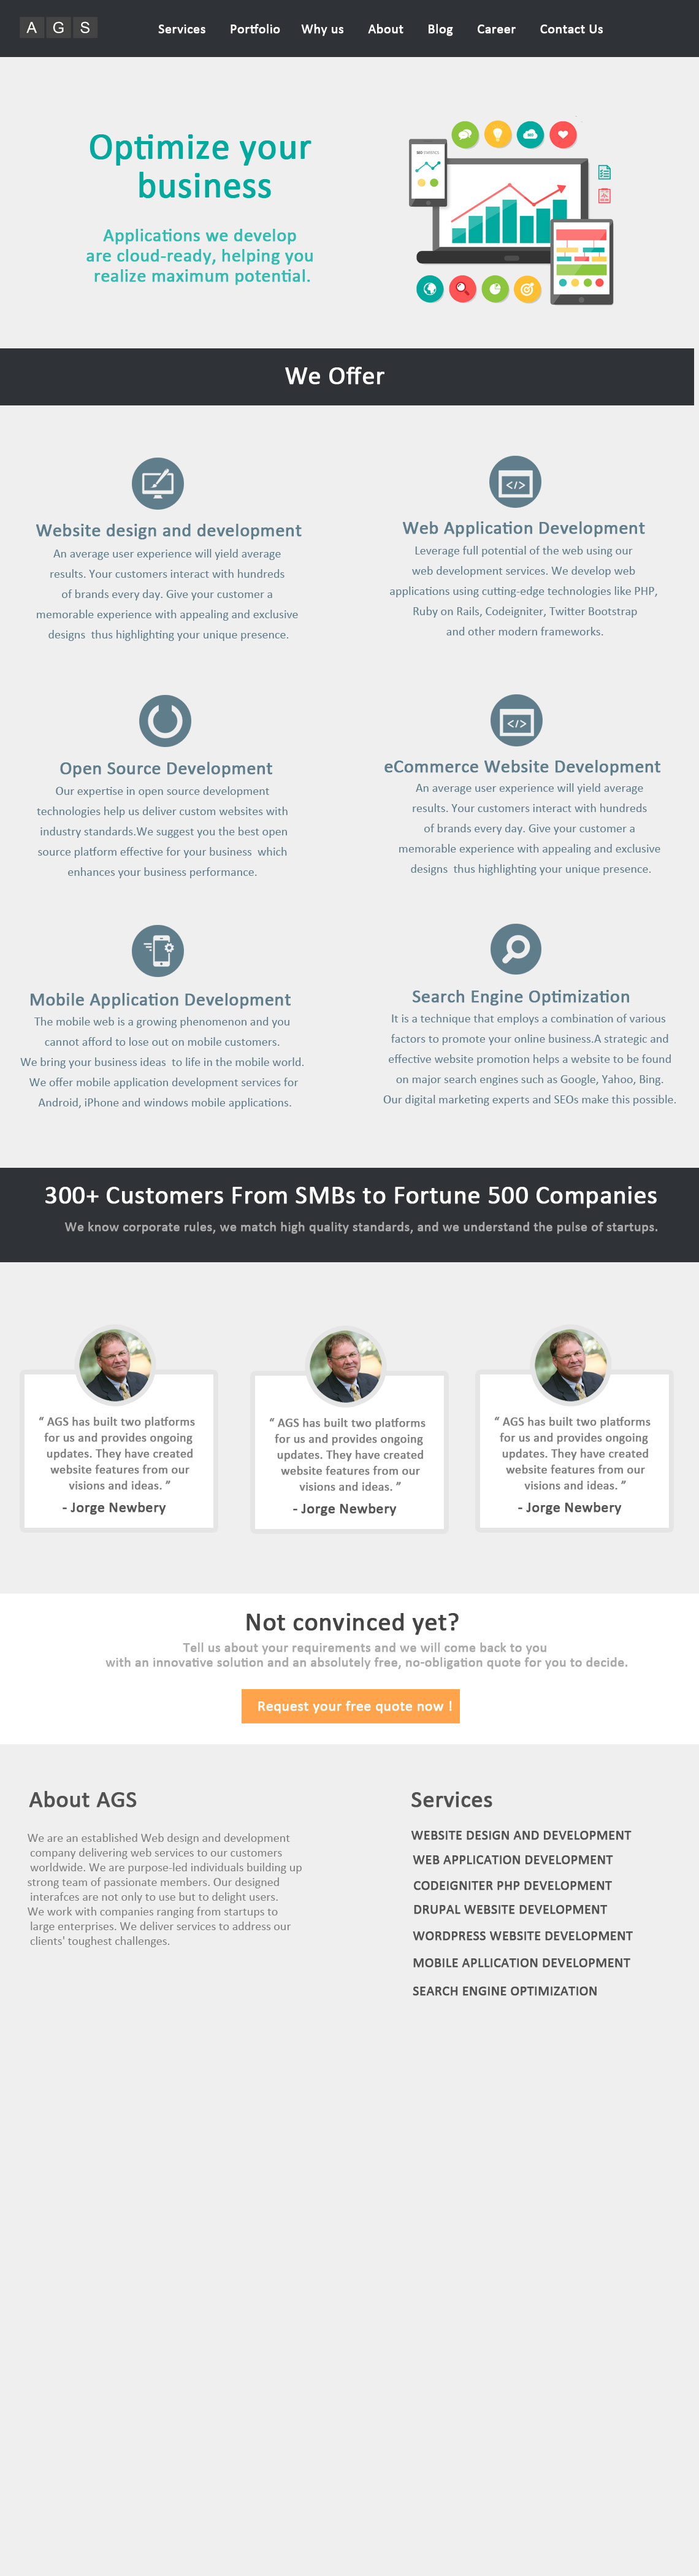 A G S
Services Portfolio Why us About Blog Career Contact Us
Optimize your
business
Applications we develop
are cloud-ready, helping you
realize maximum potential.
We Offer
Website design and development
An average user experience will yield average
results. Your customers interact with hundreds
of brands every day. Give your customer a
memorable experience with appealing and exclusive
designs thus highlighting your unique presence.
Web Application Development
Leverage full potential of the web using our
web development services. We develop web
applications using cutting-edge technologies like PHP,
Ruby on Rails, Codeigniter, Twitter Bootstrap
and other modern frameworks.
Open Source Development
Our expertise in open source development
technologies help us deliver custom websites with
industry standards.We suggest you the best open
source platform effective for your business which
enhances your business performance.
eCommerce Website Development
An average user experience will yield average
results. Your customers interact with hundreds
of brands every day. Give your customer a
memorable experience with appealing and exclusive
designs thus highlighting your unique presence.
Mobile Application Development
The mobile web is a growing phenomenon and you
cannot afford to lose out on mobile customers.
We bring your business ideas to life in the mobile world.
We offer mobile application development services for
Android, iPhone and windows mobile applications.
Search Engine Optimization
It is a technique that employs a combination of various
factors to promote your online business.A strategic and
effective website promotion helps a website to be found
on major search engines such as Google, Yahoo, Bing.
Our digital marketing experts and SEOs make this possible.
300+ Customers From SMBs to Fortune 500 Companies
We know corporate rules, we match high quality standards, and we understand the pulse of startups.
“ AGS has built two platforms
for us and provides ongoing
updates. They have created
website features from our
visions and ideas. ”
- Jorge Newbery
“ AGS has built two platforms
for us and provides ongoing
updates. They have created
website features from our
visions and ideas. ”
- Jorge Newbery
“ AGS has built two platforms
for us and provides ongoing
updates. They have created
website features from our
visions and ideas. ”
- Jorge Newbery
Not convinced yet?
Tell us about your requirements and we will come back to you
with an innovative solution and an absolutely free, no-obligation quote for you to decide.
Request your free quote now !
About AGS
We are an established Web design and development
company delivering web services to our customers
worldwide. We are purpose-led individuals building up
strong team of passionate members. Our designed
interafces are not only to use but to delight users.
We work with companies ranging from startups to
large enterprises. We deliver services to address our
clients' toughest challenges.
Services
WEBSITE DESIGN AND DEVELOPMENT
WEB APPLICATION DEVELOPMENT
CODEIGNITER PHP DEVELOPMENT
DRUPAL WEBSITE DEVELOPMENT
WORDPRESS WEBSITE DEVELOPMENT
MOBILE APLLICATION DEVELOPMENT
SEARCH ENGINE OPTIMIZATION